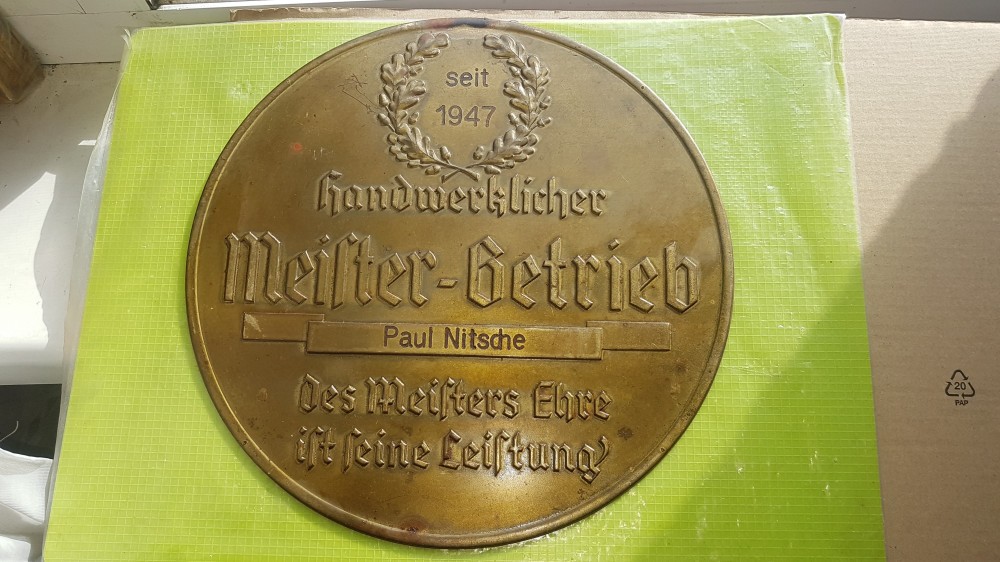 seit
1947
Handwerklicher
Meiſter-Betrieb
Paul Nitsche
Des Meiſters Ehre
iſt ſeine Leiſtung
20
PAP